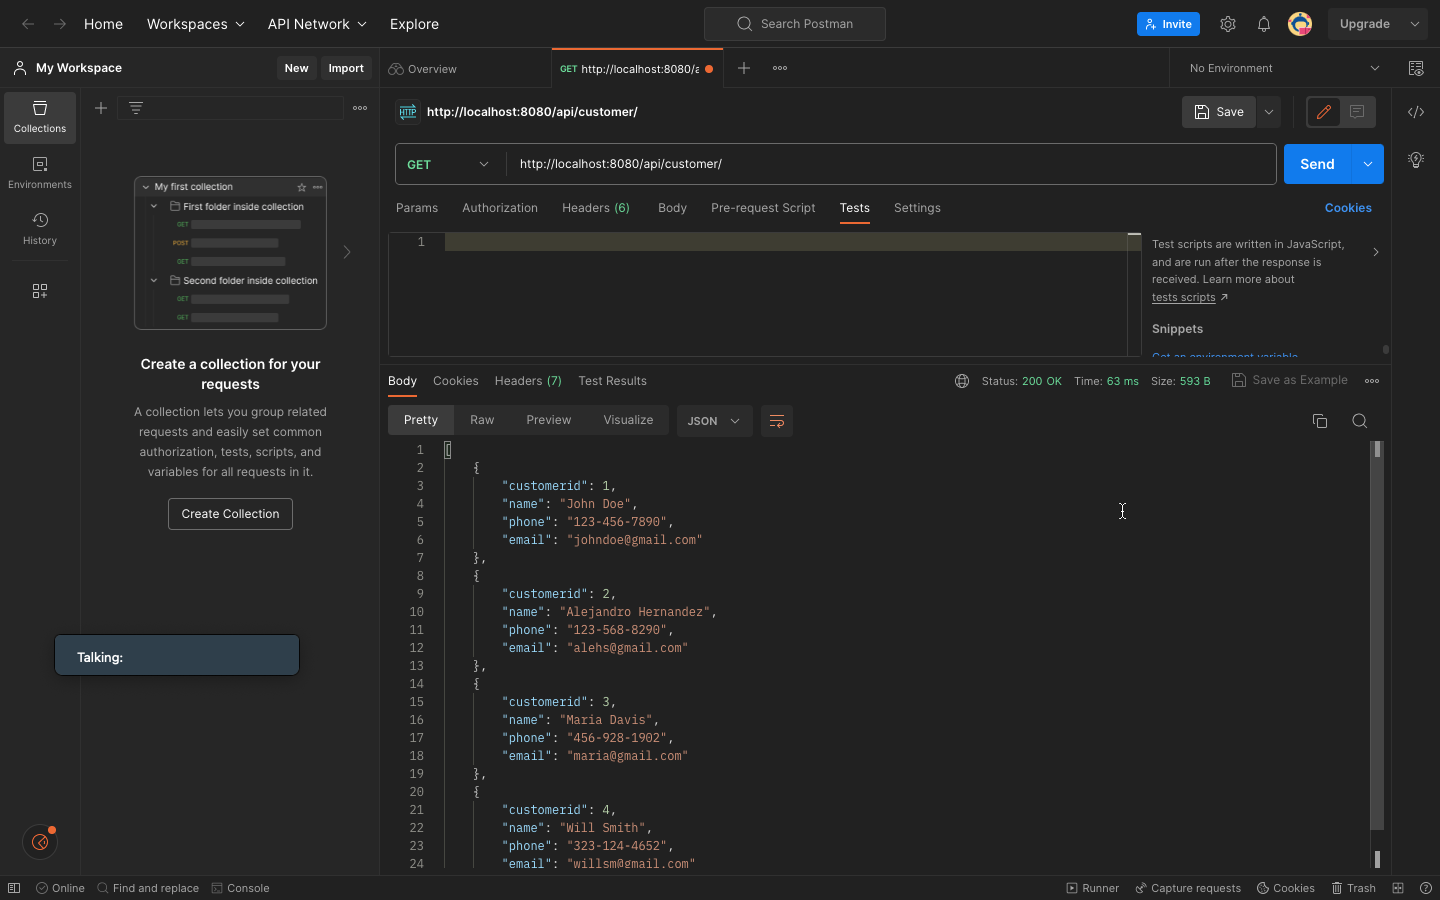 Home Workspaces API Network Explore Search Postman Invite Upgrade
My Workspace New Import Overview GET http://localhost:8080/a No Environment
Collections
Environments
History
My first collection
First folder inside collection
GET
POST
GET
Second folder inside collection
GET
GET
Create a collection for your
requests
A collection lets you group related
requests and easily set common
authorization, tests, scripts, and
variables for all requests in it.
Create Collection
Talking:
HTTP http://localhost:8080/api/customer/ Save
GET http://localhost:8080/api/customer/ Send
Params Authorization Headers (6) Body Pre-request Script Tests Settings Cookies
1
Test scripts are written in JavaScript,
and are run after the response is
received. Learn more about
tests scripts
Snippets
Get an environment variable
Body Cookies Headers (7) Test Results Status: 200 OK Time: 63 ms Size: 593 B Save as Example
Pretty Raw Preview Visualize JSON
1 [
2 {
3 "customerid": 1,
4 "name": "John Doe",
5 "phone": "123-456-7890",
6 "email": "johndoe@gmail.com"
7 },
8 {
9 "customerid": 2,
10 "name": "Alejandro Hernandez",
11 "phone": "123-568-8290",
12 "email": "alehs@gmail.com"
13 },
14 {
15 "customerid": 3,
16 "name": "Maria Davis",
17 "phone": "456-928-1902",
18 "email": "maria@gmail.com"
19 },
20 {
21 "customerid": 4,
22 "name": "Will Smith",
23 "phone": "323-124-4652",
24 "email": "willsm@gmail.com"
Online Find and replace Console Runner Capture requests Cookies Trash